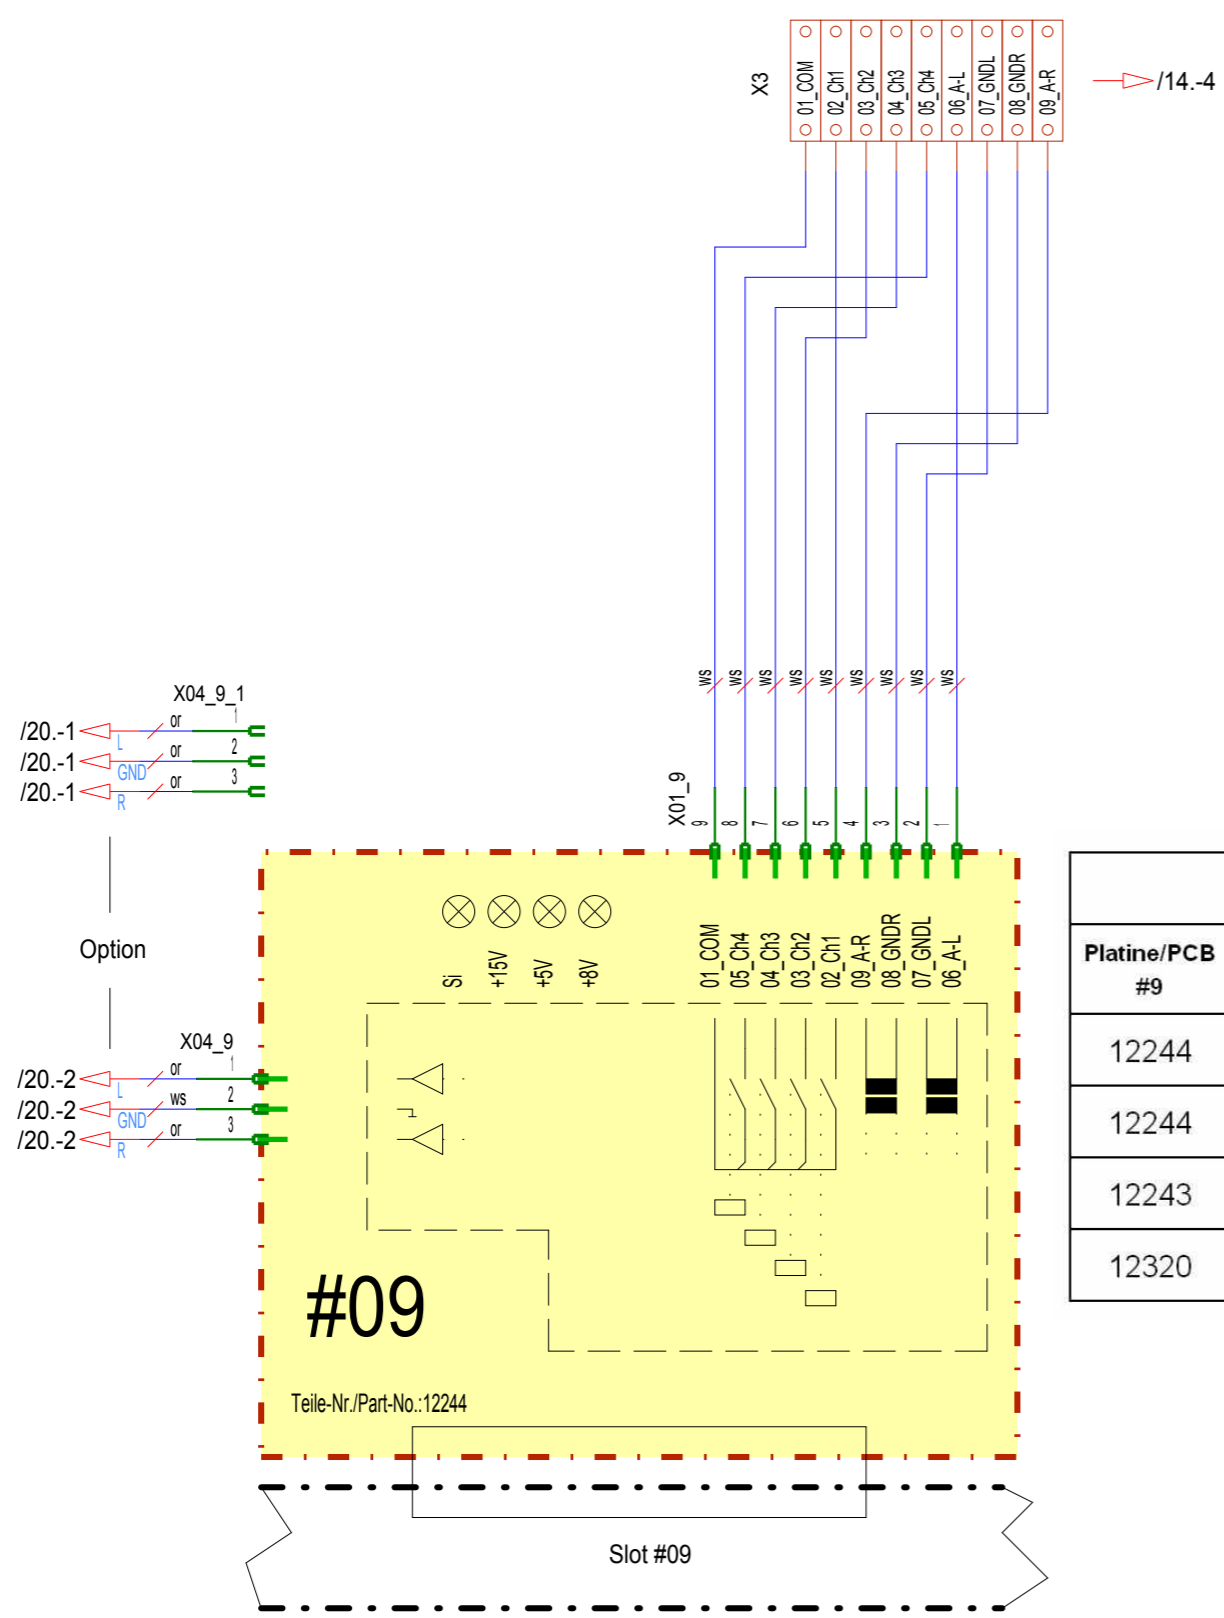 X3
01_COM
02_Ch1
03_Ch2
04_Ch3
05_Ch4
06_A-L
07_GNDL
08_GNDR
09_A-R
/14.-4
ws ws ws ws ws ws ws ws ws
X04_9_1
/20.-1 L or 1
/20.-1 GND or 2
/20.-1 R or 3
X01_9
9 8 7 6 5 4 3 2 1
Option
Si
+15V
+5V
+8V
01_COM
05_Ch4
04_Ch3
03_Ch2
02_Ch1
09_A-R
08_GNDR
07_GNDL
06_A-L
Platine/PCB
#9
12244
12244
12243
12320
X04_9
/20.-2 L or 1
/20.-2 GND ws 2
/20.-2 R or 3
#09
Teile-Nr./Part-No.:12244
Slot #09